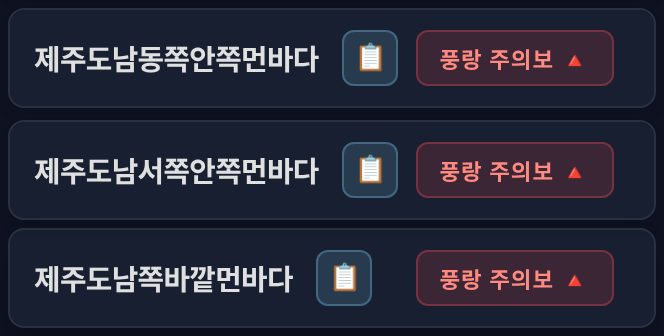 제주도남동쪽안쪽먼바다 📋 풍랑 주의보 🔺
제주도남서쪽안쪽먼바다 📋 풍랑 주의보 🔺
제주도남쪽바깥먼바다 📋 풍랑 주의보 🔺